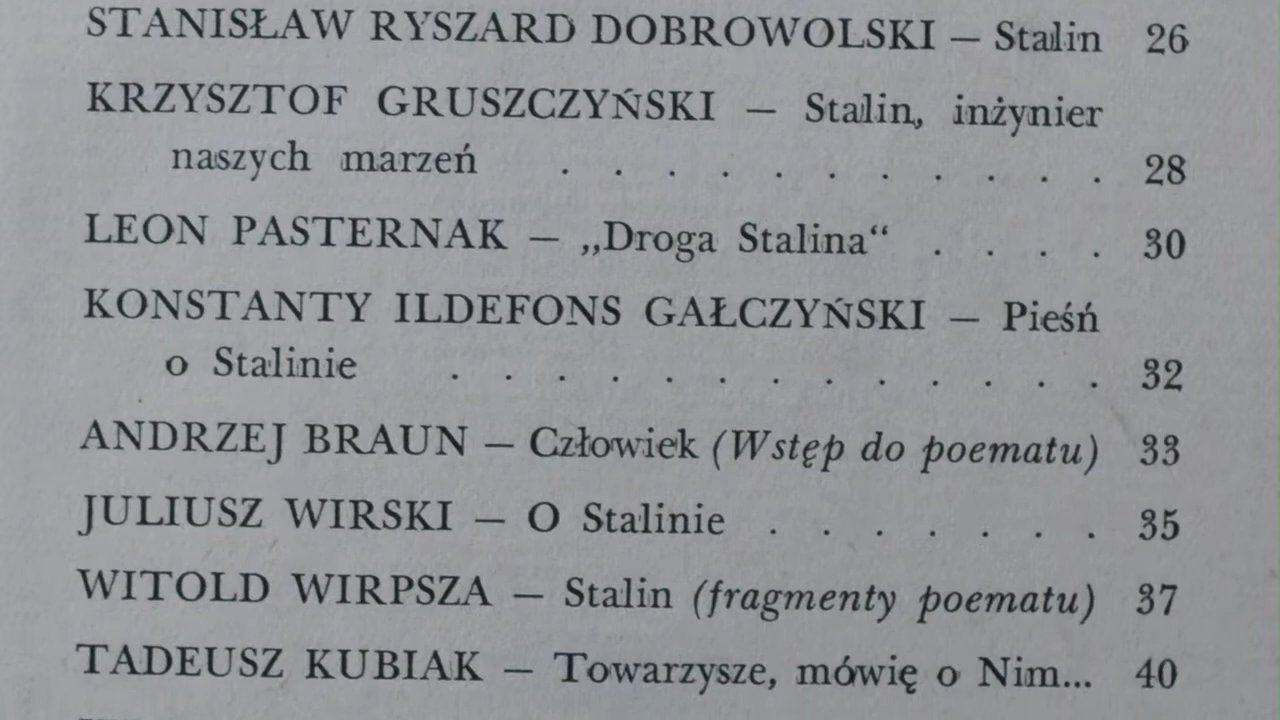 STANISŁAW RYSZARD DOBROWOLSKI — Stalin 26
KRZYSZTOF GRUSZCZYŃSKI — Stalin, inżynier
naszych marzeń . . . . . . . . . . . 28
LEON PASTERNAK — „Droga Stalina“ . . . . 30
KONSTANTY ILDEFONS GAŁCZYŃSKI — Pieśń
o Stalinie . . . . . . . . . . . . . 32
ANDRZEJ BRAUN — Człowiek (Wstęp do poematu) 33
JULIUSZ WIRSKI — O Stalinie . . . . . . . 35
WITOLD WIRPSZA — Stalin (fragmenty poematu) 37
TADEUSZ KUBIAK — Towarzysze, mówię o Nim... 40